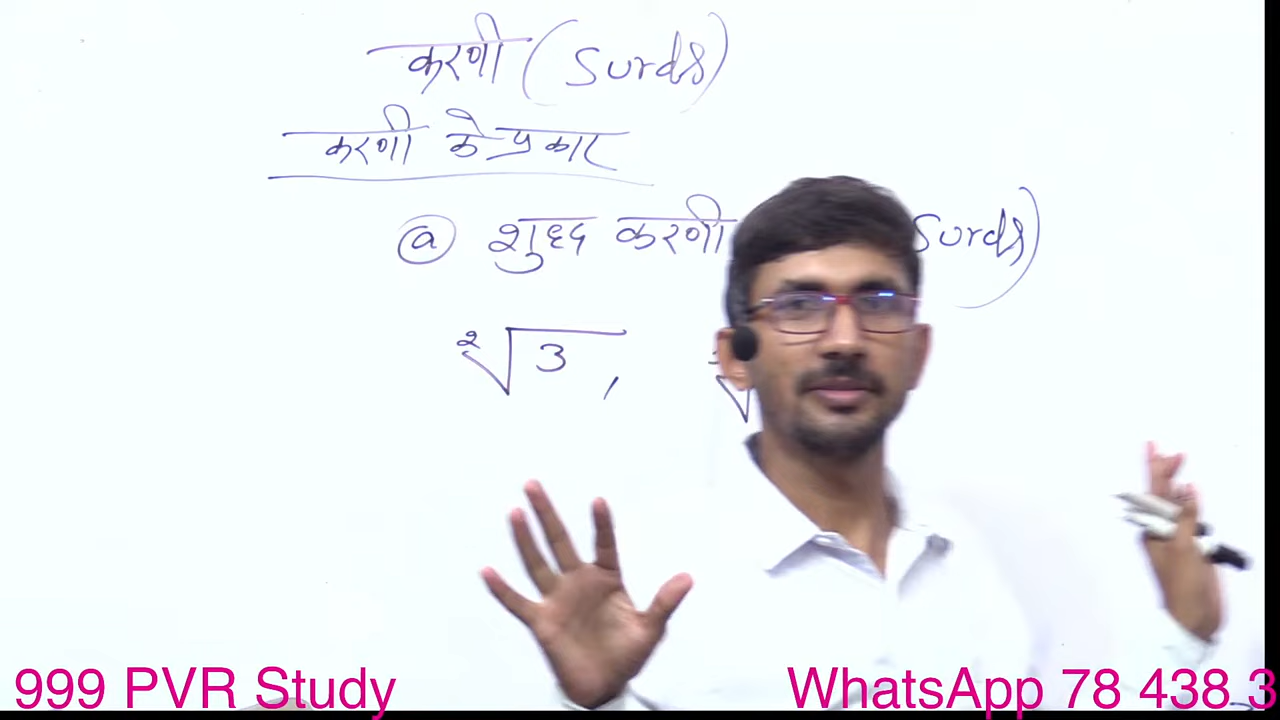 करणी (Surds)
करणी के प्रकार
ⓐ शुध्द करणी Surds)
²√3 ,
999 PVR Study
WhatsApp 78 438 3